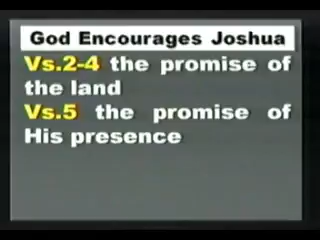 God Encourages Joshua
Vs.2-4 the promise of
the land
Vs.5 the promise of
His presence